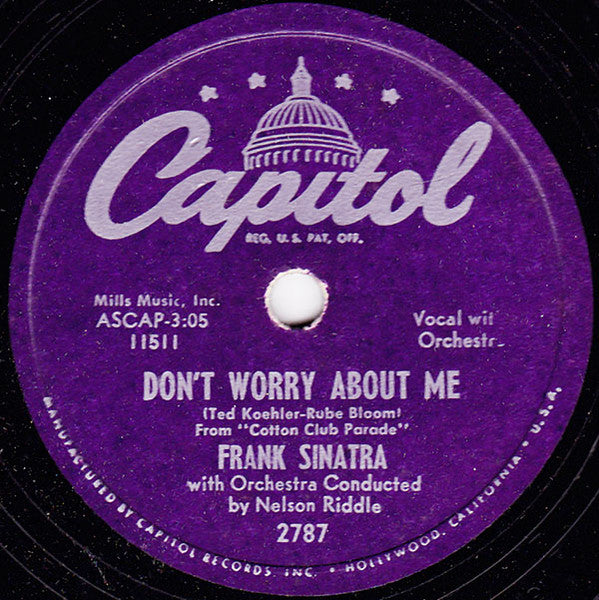 Capitol
REG. U.S. PAT. OFF.
Mills Music, Inc.
ASCAP-3:05
11511
Vocal wit
Orchestr
DON'T WORRY ABOUT ME
(Ted Koehler-Rube Bloom)
From "Cotton Club Parade"
FRANK SINATRA
with Orchestra Conducted
by Nelson Riddle
2787
MANUFACTURED BY CAPITOL RECORDS, INC. • HOLLYWOOD, CALIFORNIA • U.S.A.